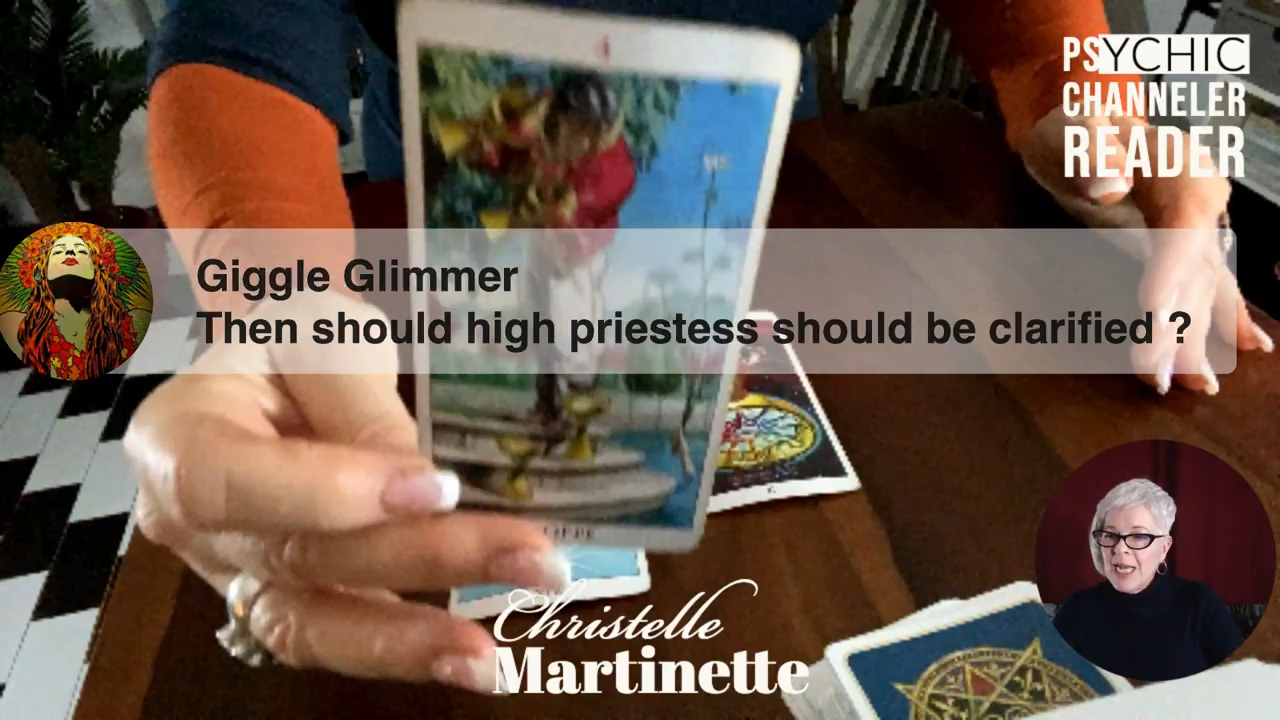 PSYCHIC
CHANNELER
READER
Giggle Glimmer
Then should high priestess should be clarified ?
Christelle
Martinette